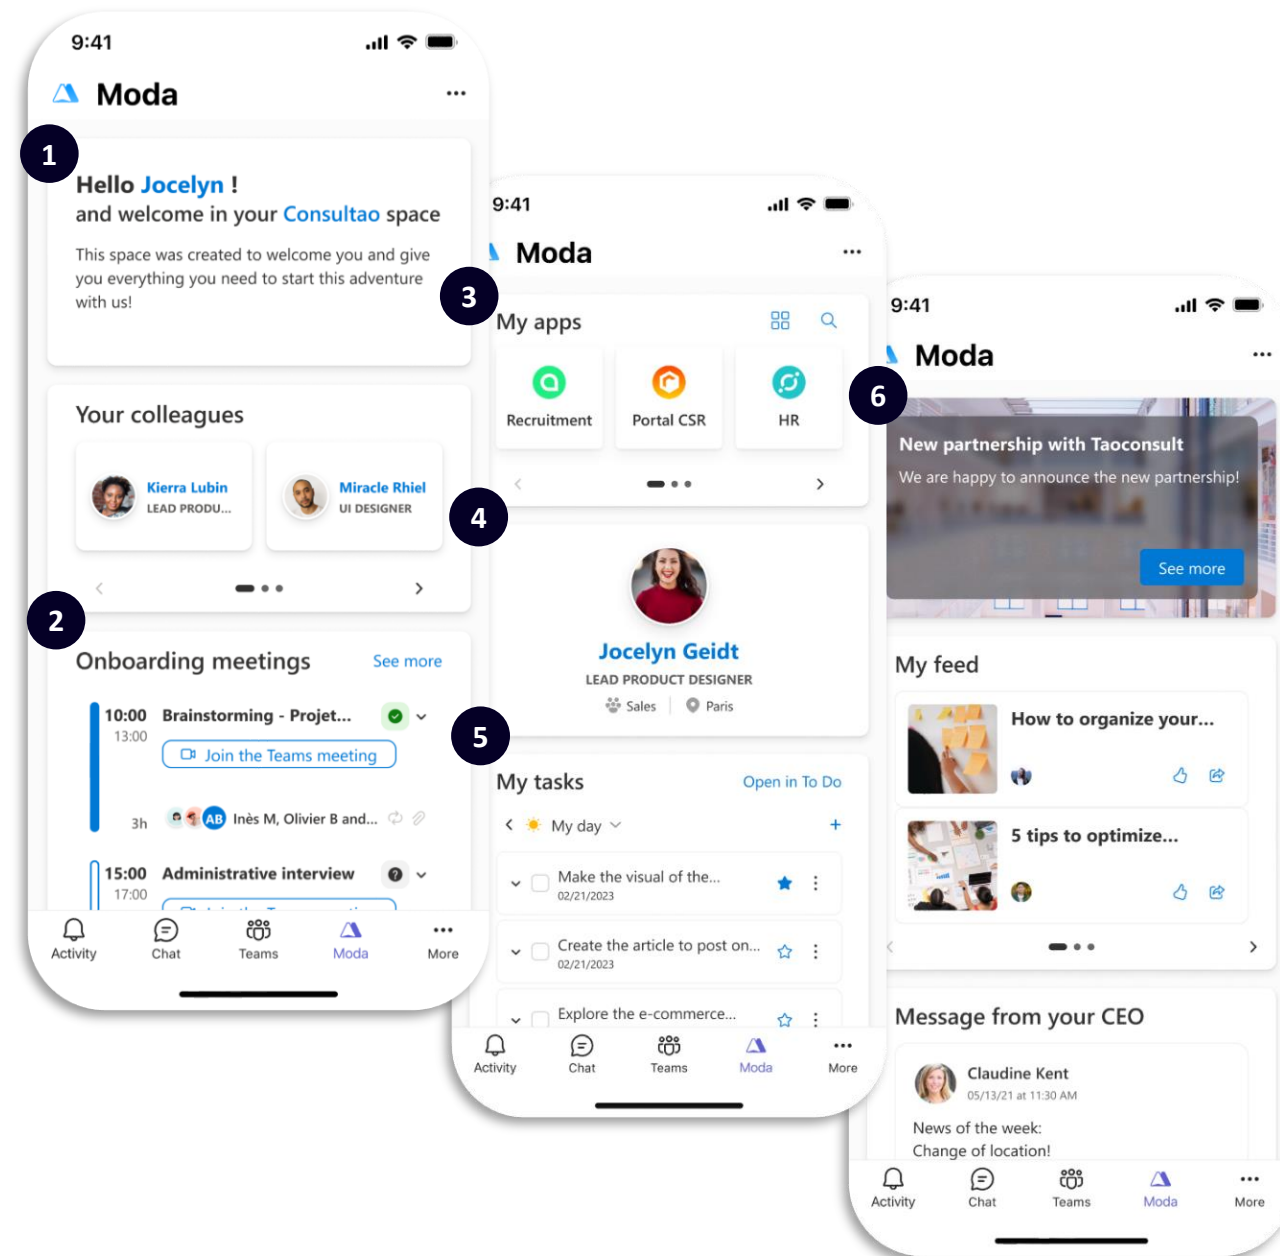 9:41
Moda
1
Hello Jocelyn !
and welcome in your Consultao space
This space was created to welcome you and give
you everything you need to start this adventure
with us!
Your colleagues
Kierra Lubin
LEAD PRODU...
Miracle Rhiel
UI DESIGNER
2
Onboarding meetings See more
10:00 Brainstorming - Projet...
13:00
Join the Teams meeting
3h AB Inès M, Olivier B and...
15:00 Administrative interview
17:00
Activity Chat Teams Moda More
9:41
Moda
3
My apps
Recruitment Portal CSR HR
4
Jocelyn Geidt
LEAD PRODUCT DESIGNER
Sales Paris
5
My tasks Open in To Do
My day
Make the visual of the...
02/21/2023
Create the article to post on...
02/21/2023
Explore the e-commerce...
Activity Chat Teams Moda More
9:41
Moda
6
New partnership with Taoconsult
We are happy to announce the new partnership!
See more
My feed
How to organize your...
5 tips to optimize...
Message from your CEO
Claudine Kent
05/13/21 at 11:30 AM
News of the week:
Change of location!
Activity Chat Teams Moda More